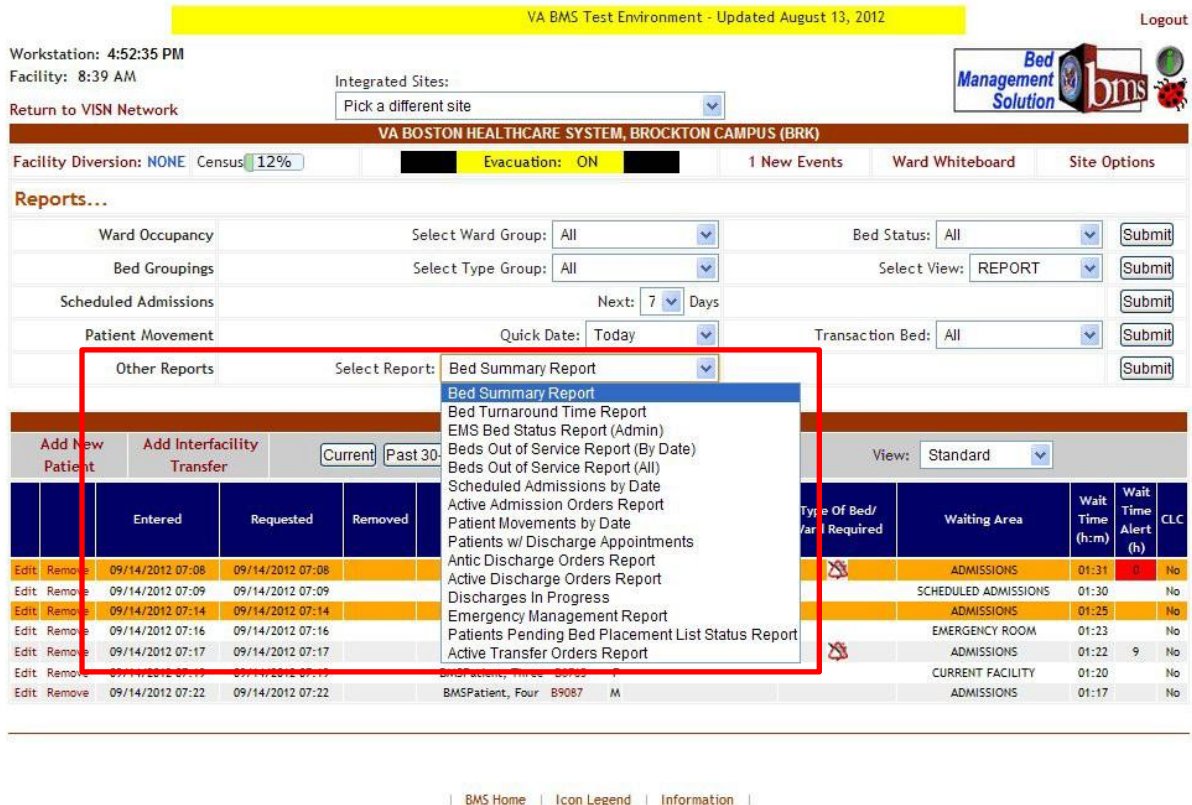 VA BMS Test Environment - Updated August 13, 2012
Logout
Workstation: 4:52:35 PM
Facility: 8:39 AM
Return to VISN Network
Integrated Sites:
Pick a different site
Bed
Management
Solution
bms
VA BOSTON HEALTHCARE SYSTEM, BROCKTON CAMPUS (BRK)
Facility Diversion: NONE Census 12% Evacuation: ON 1 New Events Ward Whiteboard Site Options
Reports...
Ward Occupancy Select Ward Group: All Bed Status: All Submit
Bed Groupings Select Type Group: All Select View: REPORT Submit
Scheduled Admissions Next: 7 Days Submit
Patient Movement Quick Date: Today Transaction Bed: All Submit
Other Reports Select Report: Bed Summary Report Submit
Bed Summary Report
Bed Turnaround Time Report
EMS Bed Status Report (Admin)
Beds Out of Service Report (By Date)
Beds Out of Service Report (All)
Scheduled Admissions by Date
Active Admission Orders Report
Patient Movements by Date
Patients w/ Discharge Appointments
Antic Discharge Orders Report
Active Discharge Orders Report
Discharges In Progress
Emergency Management Report
Patients Pending Bed Placement List Status Report
Active Transfer Orders Report
Add New Patient
Add Interfacility Transfer
Current Past 30-
View: Standard
Entered Requested Removed Type Of Bed/ Required Waiting Area Wait Time (h:m) Wait Time Alert (h) CLC
Edit Remove 09/14/2012 07:08 09/14/2012 07:08 ADMISSIONS 01:31 0 No
Edit Remove 09/14/2012 07:09 09/14/2012 07:09 SCHEDULED ADMISSIONS 01:30 No
Edit Remove 09/14/2012 07:14 09/14/2012 07:14 ADMISSIONS 01:25 No
Edit Remove 09/14/2012 07:16 09/14/2012 07:16 EMERGENCY ROOM 01:23 No
Edit Remove 09/14/2012 07:17 09/14/2012 07:17 ADMISSIONS 01:22 9 No
Edit Remove CURRENT FACILITY 01:20 No
Edit Remove 09/14/2012 07:22 09/14/2012 07:22 BMSPatient, Four B9087 M ADMISSIONS 01:17 No
| BMS Home | Icon Legend | Information |